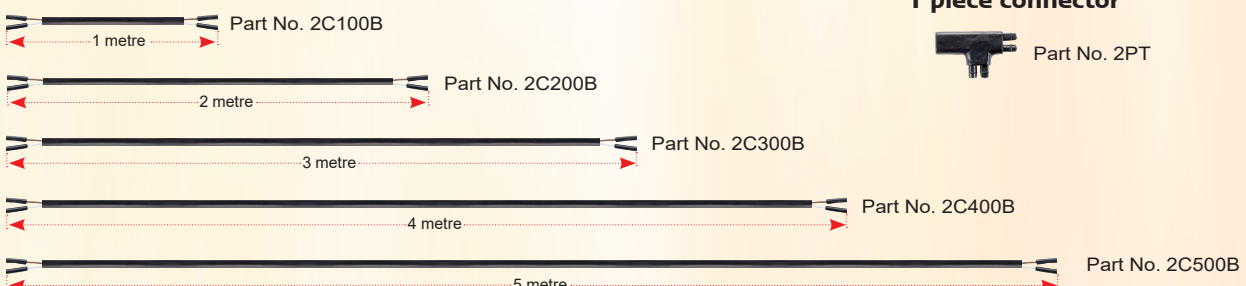 1 piece connector
Part No. 2C100B
1 metre
Part No. 2PT
Part No. 2C200B
2 metre
Part No. 2C300B
3 metre
Part No. 2C400B
4 metre
Part No. 2C500B
5 metre